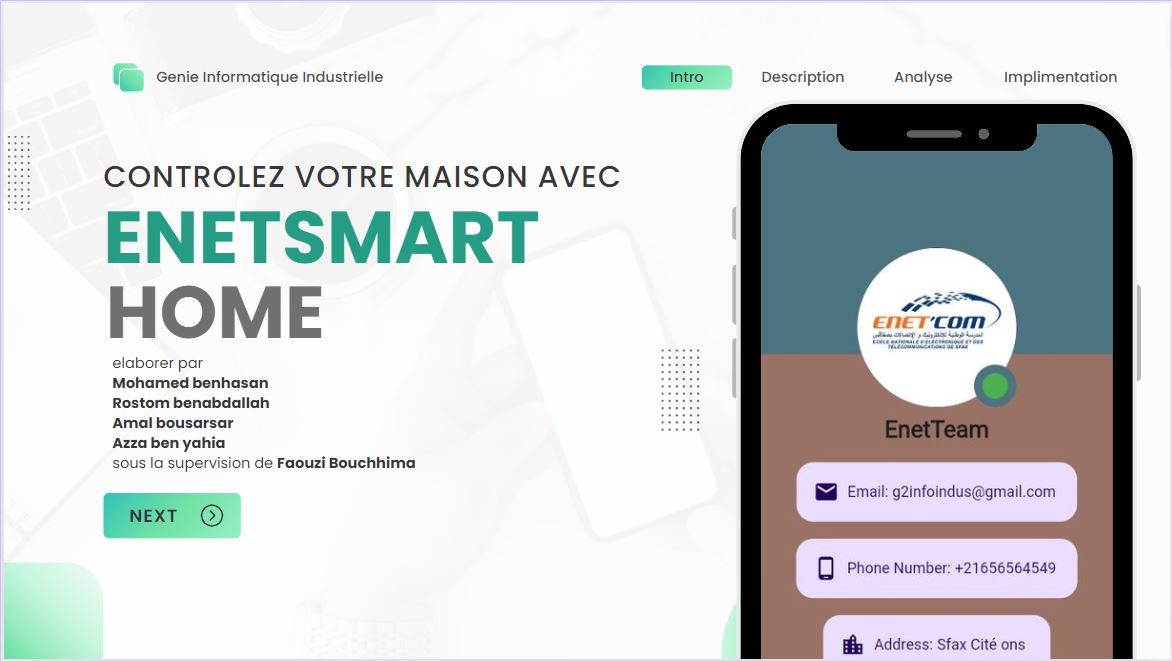 Genie Informatique Industrielle
Intro
Description
Analyse
Implimentation
CONTROLEZ VOTRE MAISON AVEC
ENETSMART
HOME
elaborer par
Mohamed benhasan
Rostom benabdallah
Amal bousarsar
Azza ben yahia
sous la supervision de Faouzi Bouchhima
NEXT
ENET'COM
المدرسة الوطنية للإلكترونيك و الإتصالات بصفاقس
ECOLE NATIONALE D'ELECTRONIQUE ET DES
TELECOMMUNICATIONS DE SFAX
EnetTeam
Email: g2infoindus@gmail.com
Phone Number: +21656564549
Address: Sfax Cité ons